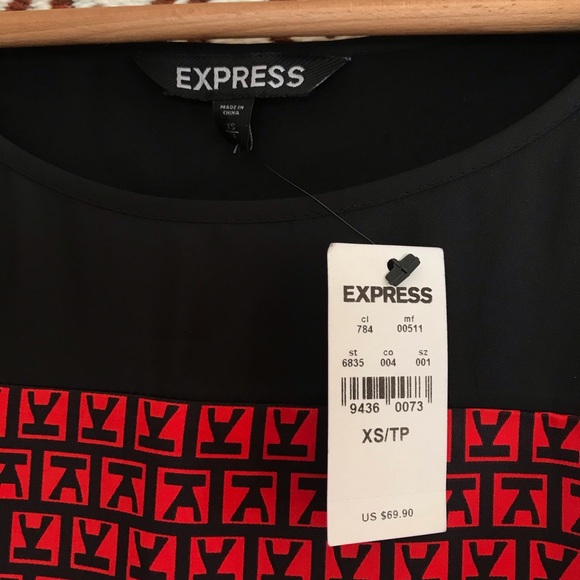 EXPRESS
MADE IN
CHINA
XS
EXPRESS
cl mf
784 00511
st co sz
6835 004 001
9436 0073
XS/TP
US $69.90